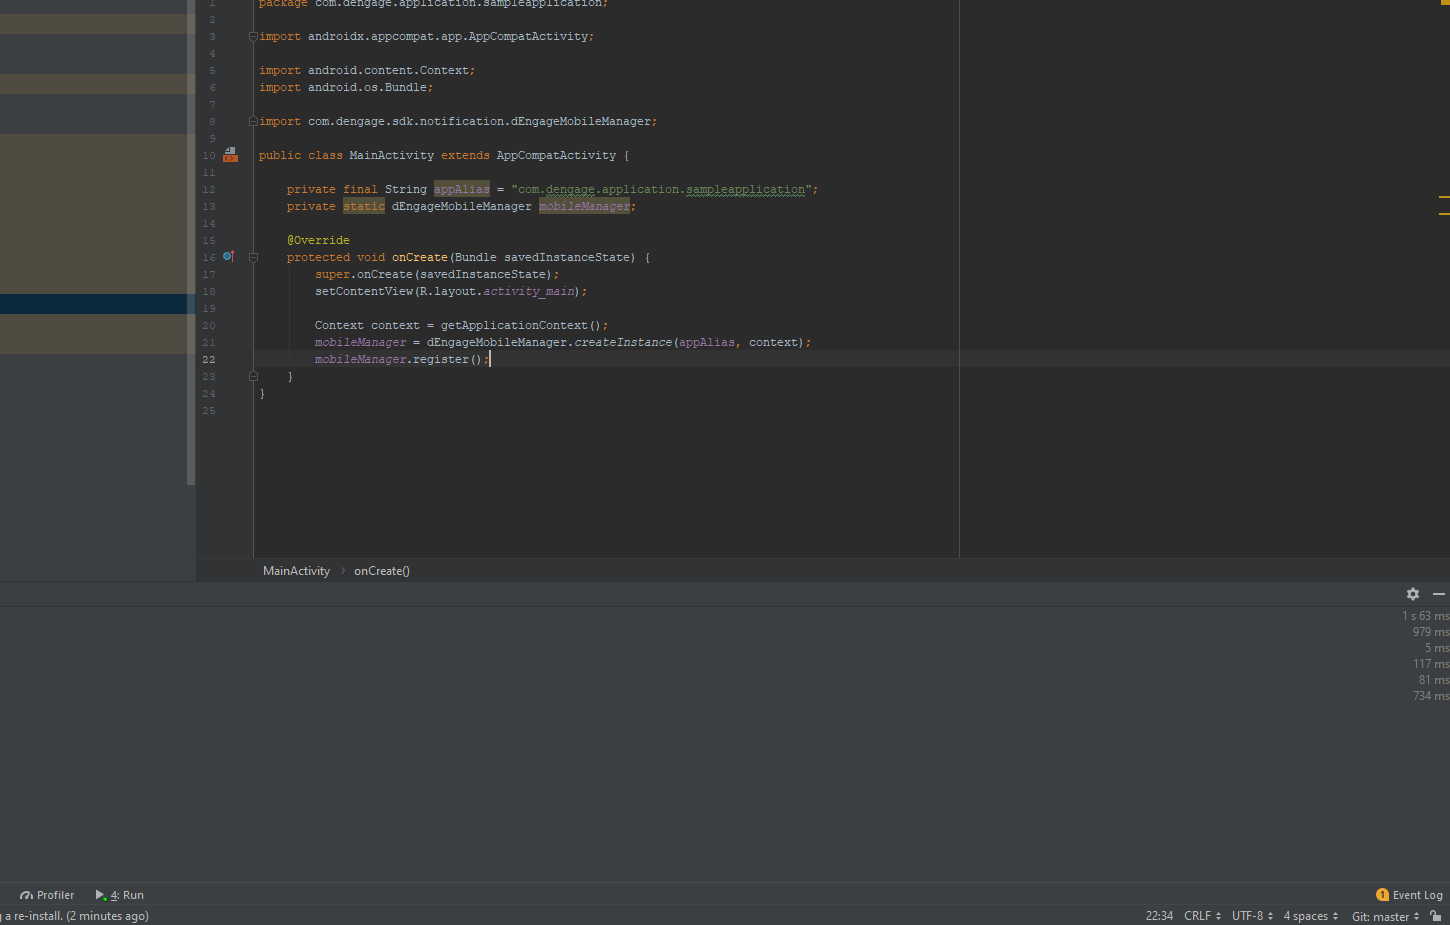 1 package com.dengage.application.sampleapplication;
2
3 import androidx.appcompat.app.AppCompatActivity;
4
5 import android.content.Context;
6 import android.os.Bundle;
7
8 import com.dengage.sdk.notification.dEngageMobileManager;
9
10 public class MainActivity extends AppCompatActivity {
11
12 private final String appAlias = "com.dengage.application.sampleapplication";
13 private static dEngageMobileManager mobileManager;
14
15 @Override
16 protected void onCreate(Bundle savedInstanceState) {
17 super.onCreate(savedInstanceState);
18 setContentView(R.layout.activity_main);
19
20 Context context = getApplicationContext();
21 mobileManager = dEngageMobileManager.createInstance(appAlias, context);
22 mobileManager.register();
23 }
24 }
25
MainActivity › onCreate()
1 s 63 ms
979 ms
5 ms
117 ms
81 ms
734 ms
Profiler 4: Run 1 Event Log
a re-install. (2 minutes ago) 22:34 CRLF UTF-8 4 spaces Git: master